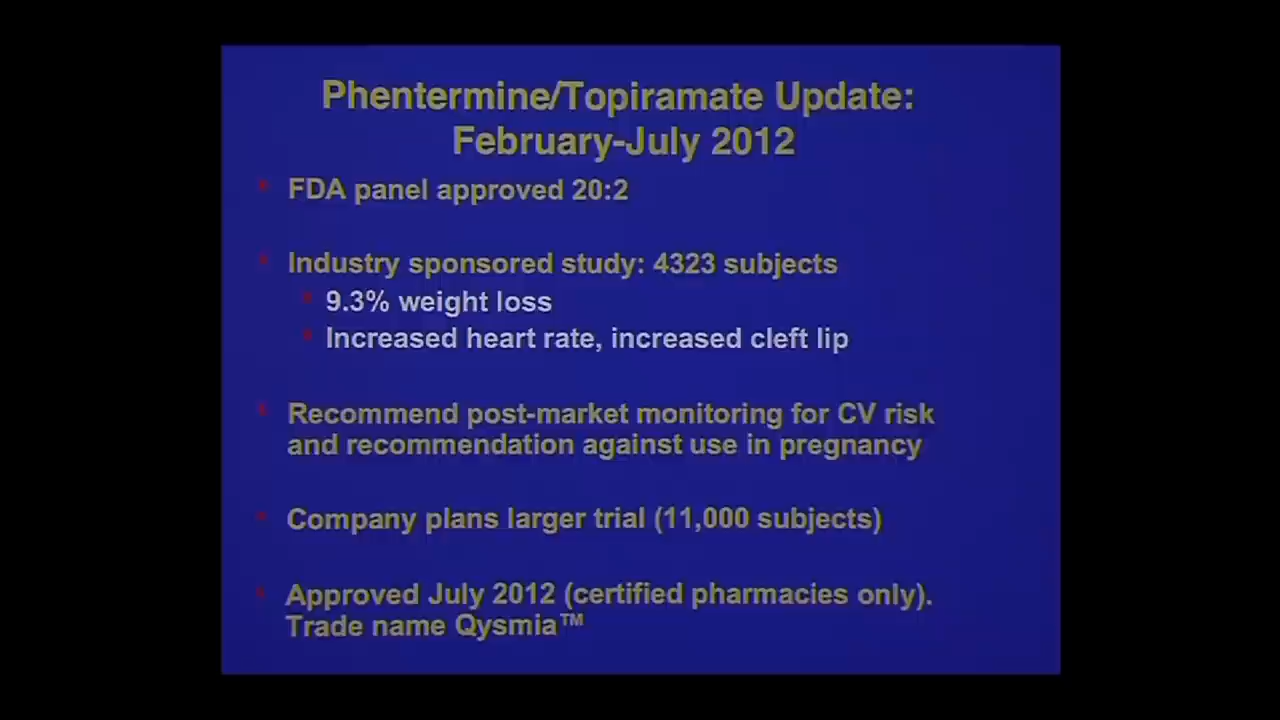 Phentermine/Topiramate Update:
February-July 2012
FDA panel approved 20:2
Industry sponsored study: 4323 subjects
9.3% weight loss
Increased heart rate, increased cleft lip
Recommend post-market monitoring for CV risk
and recommendation against use in pregnancy
Company plans larger trial (11,000 subjects)
Approved July 2012 (certified pharmacies only).
Trade name Qysmia™